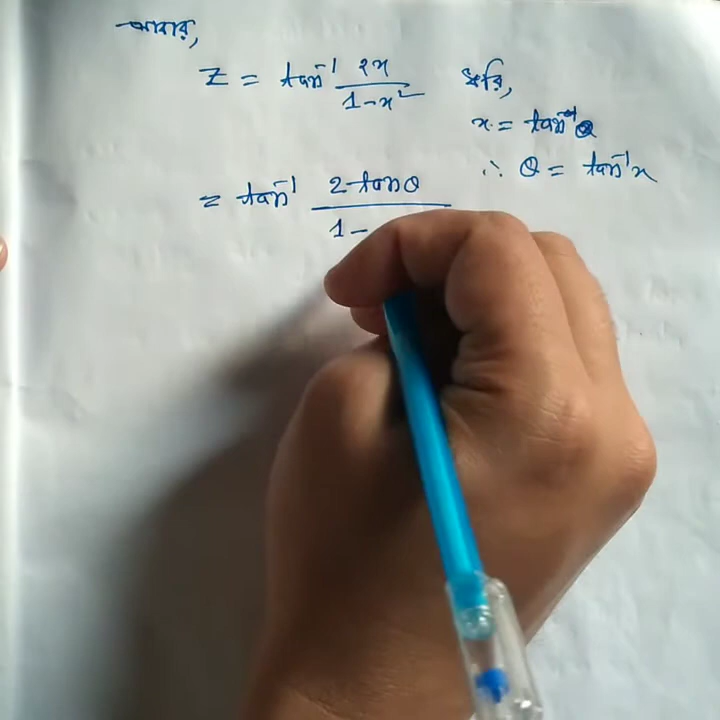 আবার,
z = tan⁻¹ 2x / 1-x² ধরি,
x = tan θ
∴ θ = tan⁻¹x
= tan⁻¹ 2 tanθ / 1-